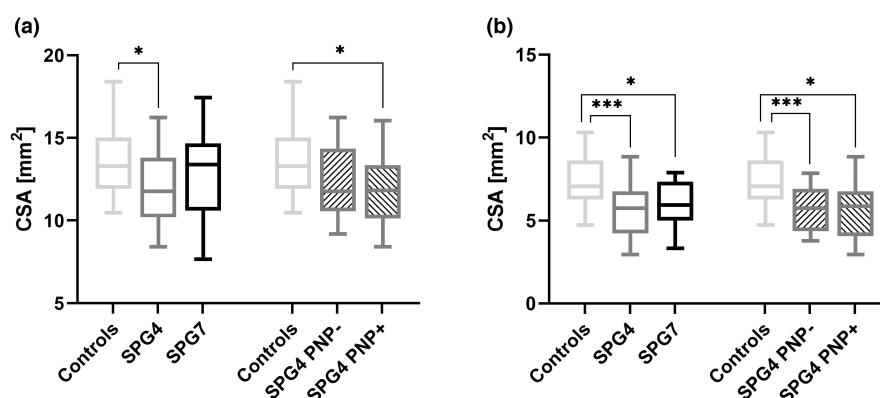 (a)
CSA [mm²]
20
15
10
5
*
*
Controls
SPG4
SPG7
Controls
SPG4 PNP-
SPG4 PNP+
(b)
CSA [mm²]
15
10
5
0
*
***
*
***
Controls
SPG4
SPG7
Controls
SPG4 PNP-
SPG4 PNP+